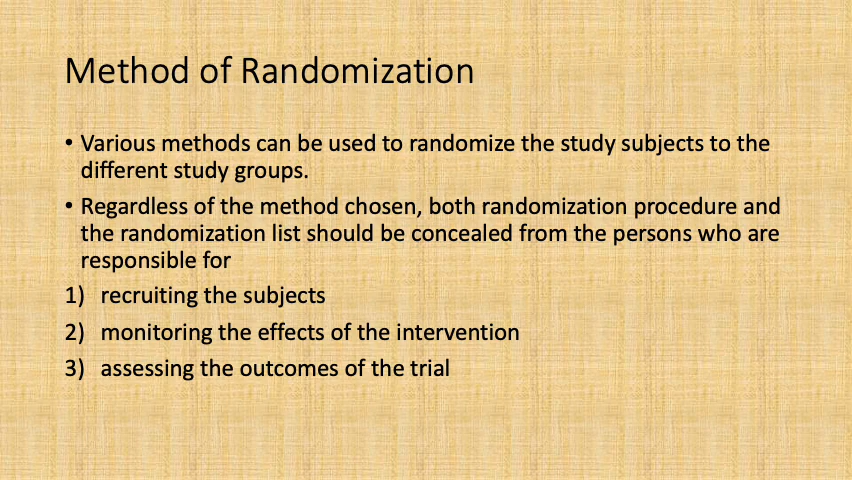 Method of Randomization
• Various methods can be used to randomize the study subjects to the
different study groups.
• Regardless of the method chosen, both randomization procedure and
the randomization list should be concealed from the persons who are
responsible for
1) recruiting the subjects
2) monitoring the effects of the intervention
3) assessing the outcomes of the trial